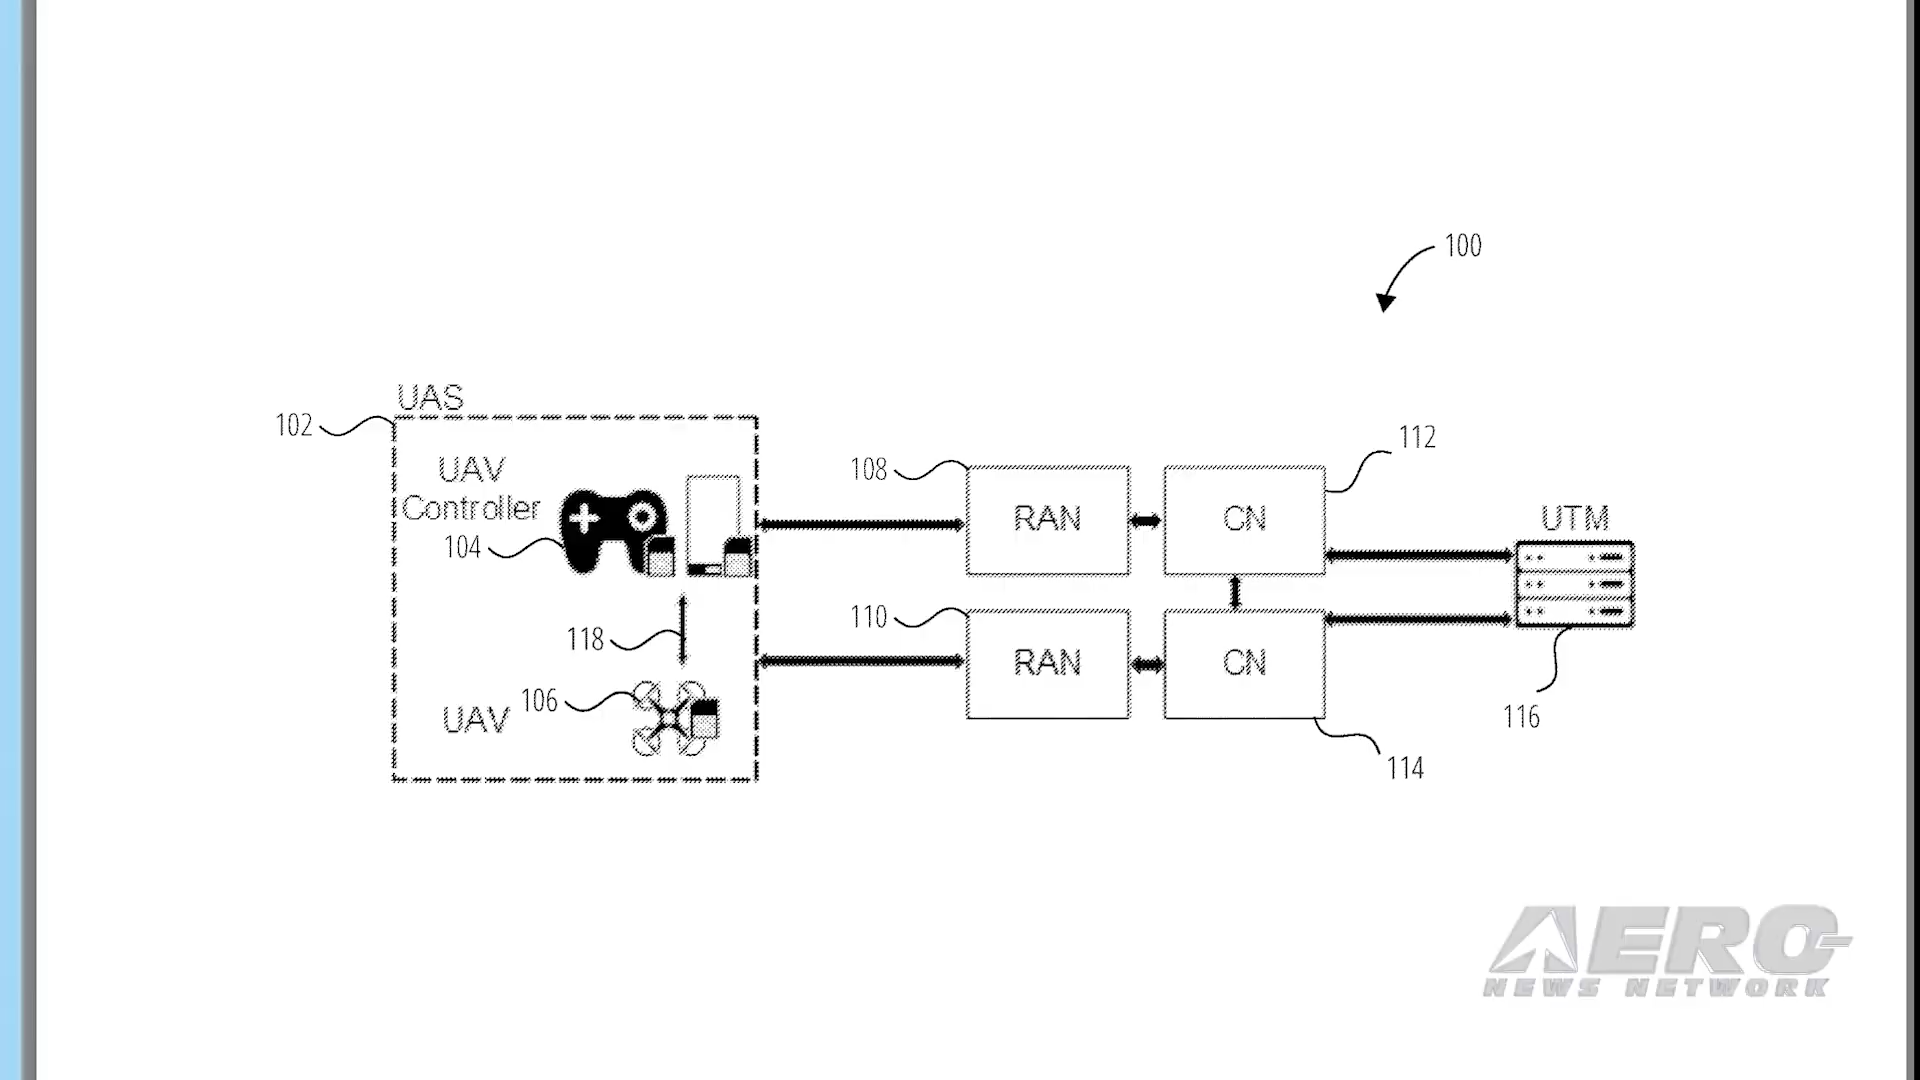 100
UAS
102
UAV
Controller
104
118
106
UAV
108
RAN
CN
112
110
RAN
CN
114
UTM
116
AERO-
NEWS NETWORK